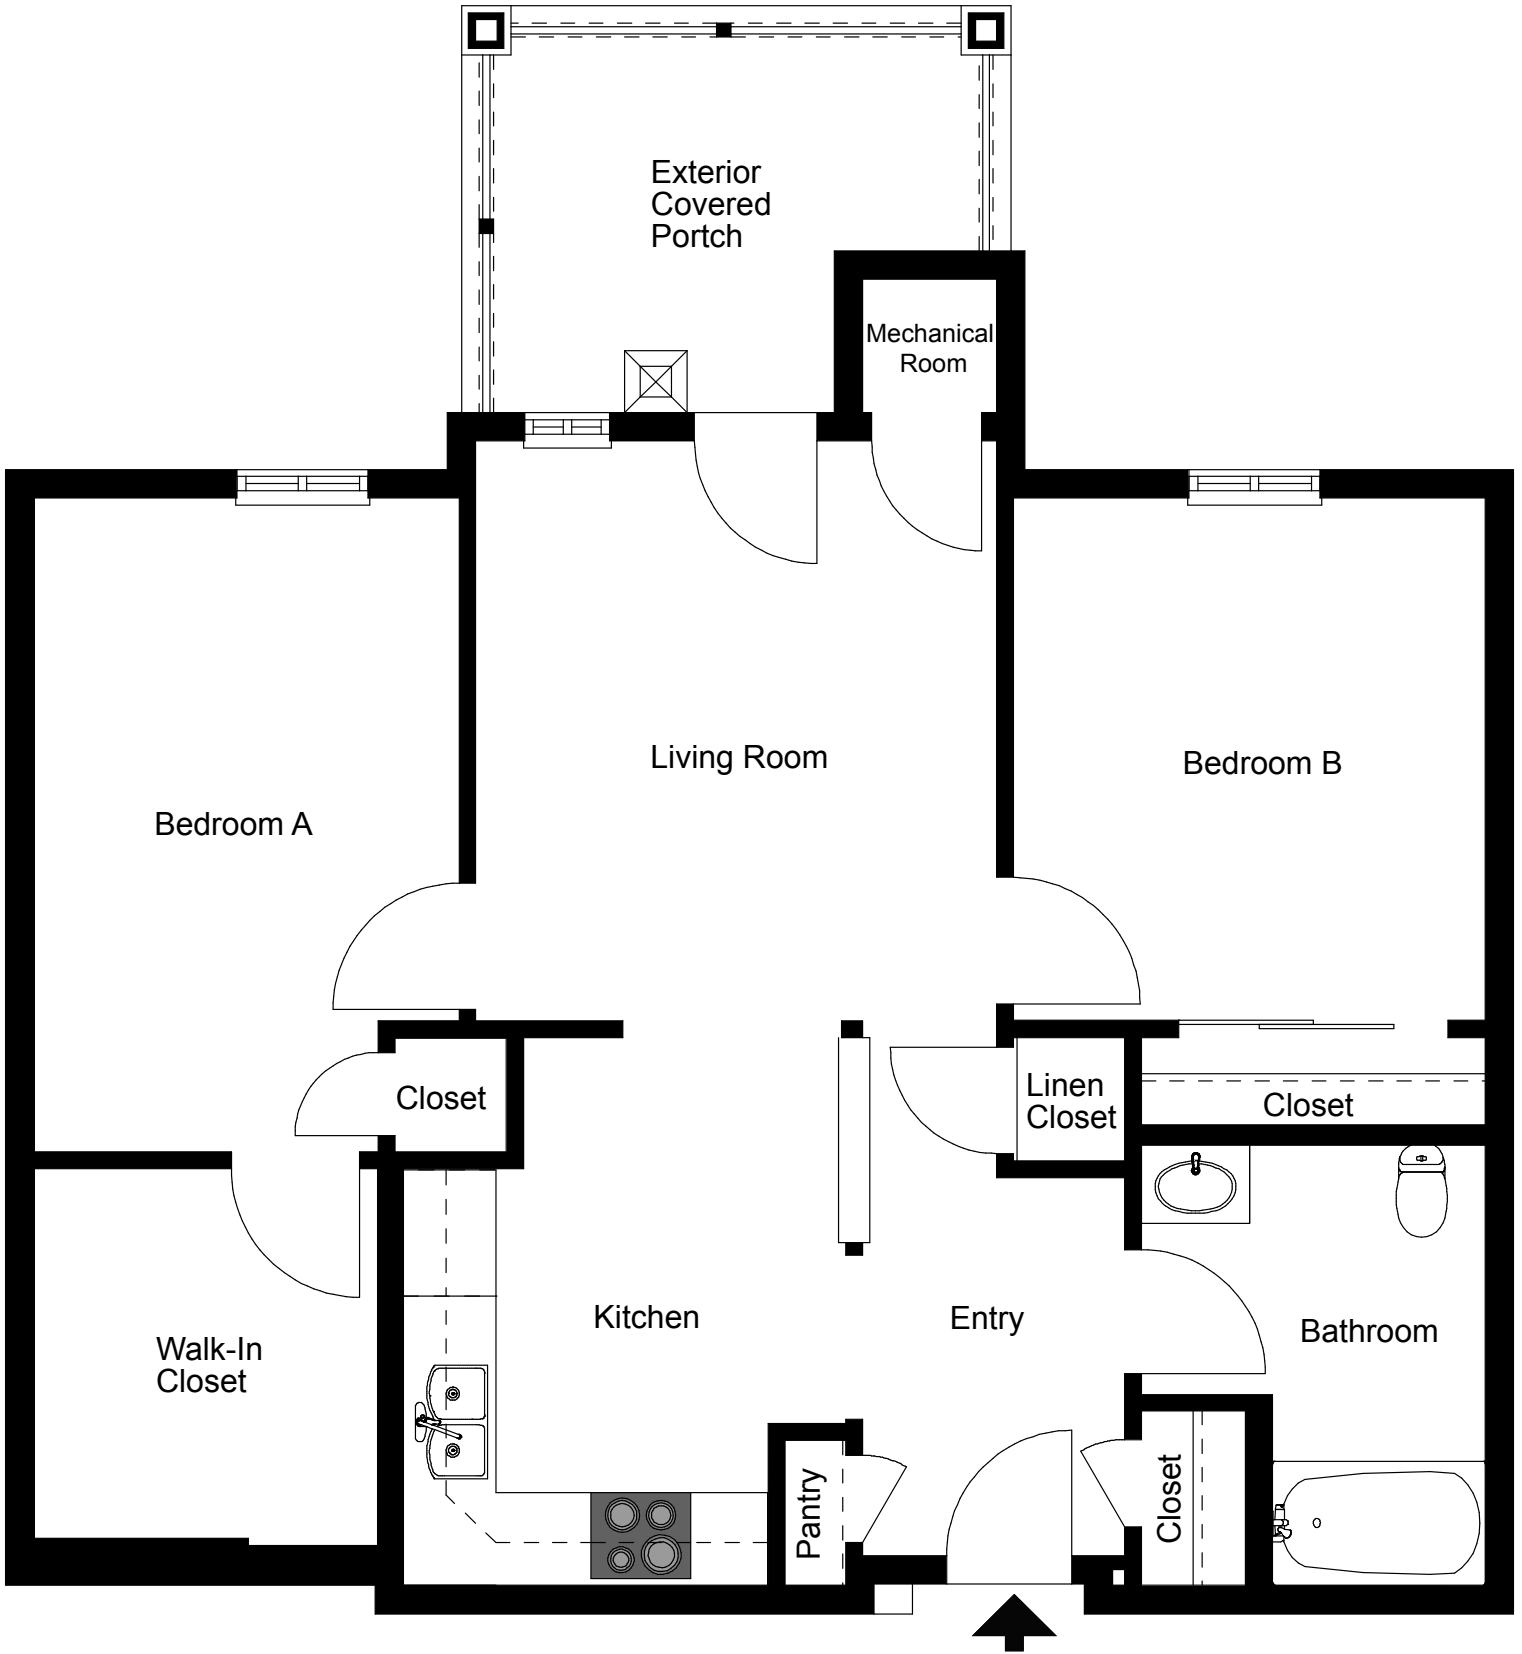 Exterior
Covered
Portch
Mechanical
Room
Living Room
Bedroom B
Bedroom A
Closet
Linen
Closet
Closet
Kitchen
Entry
Bathroom
Walk-In
Closet
Pantry
Closet